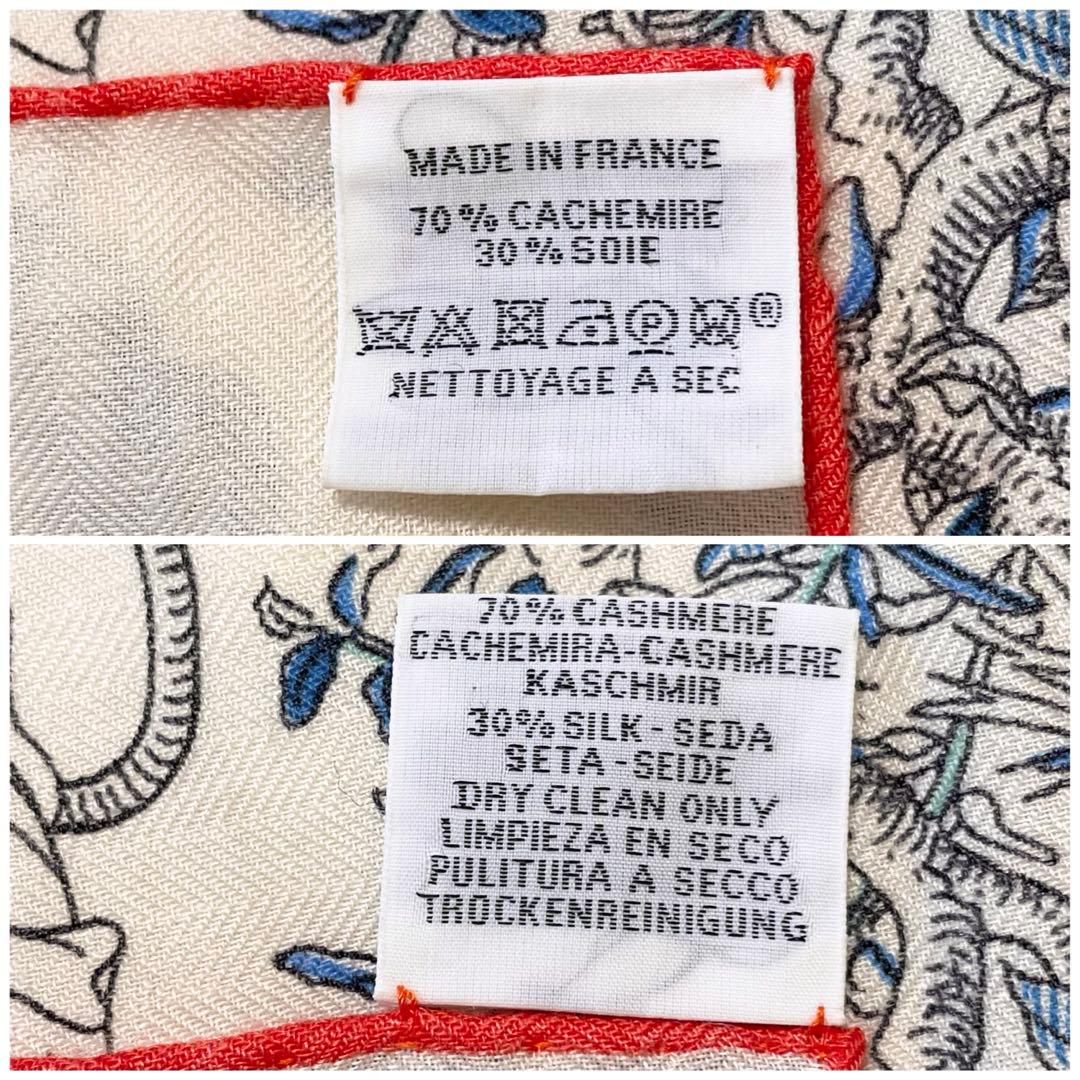 MADE IN FRANCE
70% CACHEMIRE
30% SOIE
P ®
NETTOYAGE A SEC
70% CASHMERE
CACHEMIRA-CASHMERE
KASCHMIR
30% SILK - SEDA
SETA - SEIDE
DRY CLEAN ONLY
LIMPIEZA EN SECO
PULITURA A SECCO
TROCKENREINIGUNG